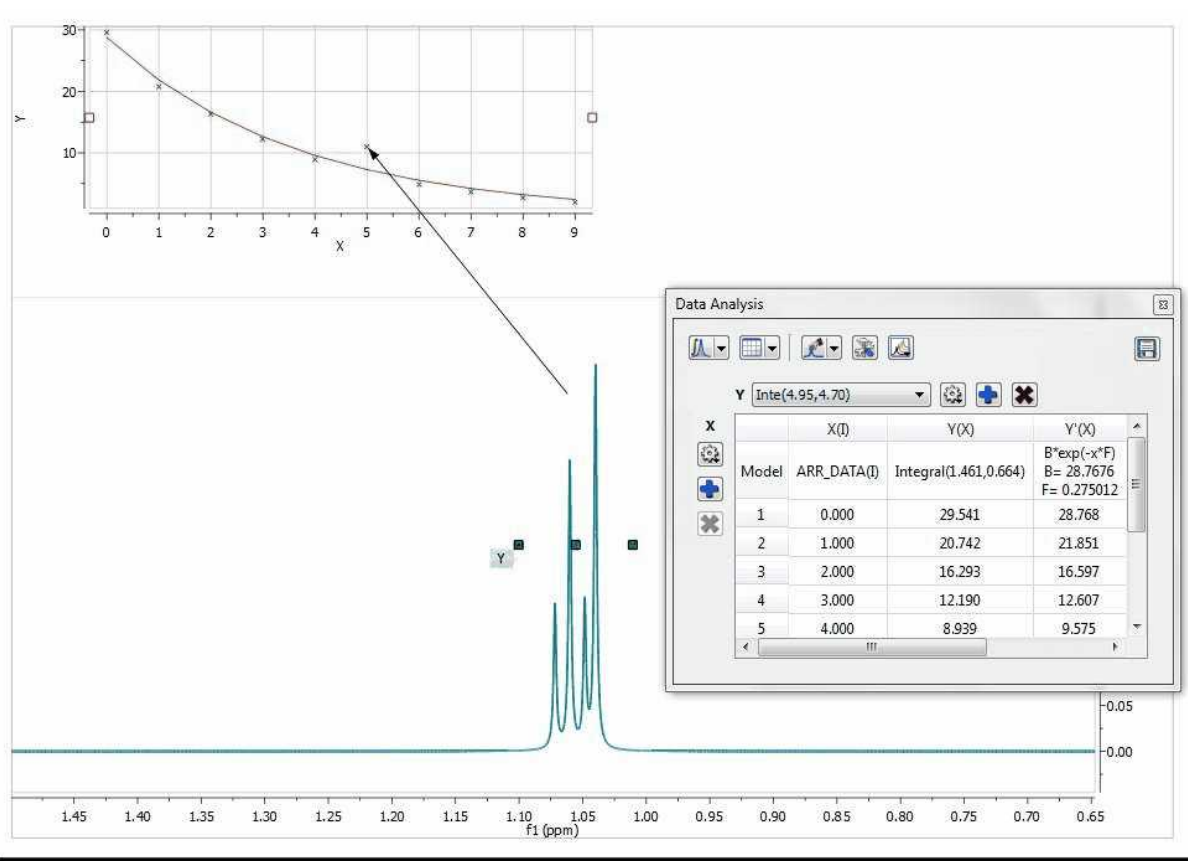 30
20
10
Y
0 1 2 3 4 5 6 7 8 9
X
Data Analysis
Y Inte(4.95,4.70)
X
X(I) Y(X) Y'(X)
Model ARR_DATA(I) Integral(1.461,0.664) B*exp(-x*F)
B= 28.7676
F= 0.275012
1 0.000 29.541 28.768
2 1.000 20.742 21.851
3 2.000 16.293 16.597
4 3.000 12.190 12.607
5 4.000 8.939 9.575
Y
0.05
0.00
1.45 1.40 1.35 1.30 1.25 1.20 1.15 1.10 1.05 1.00 0.95 0.90 0.85 0.80 0.75 0.70 0.65
f1 (ppm)